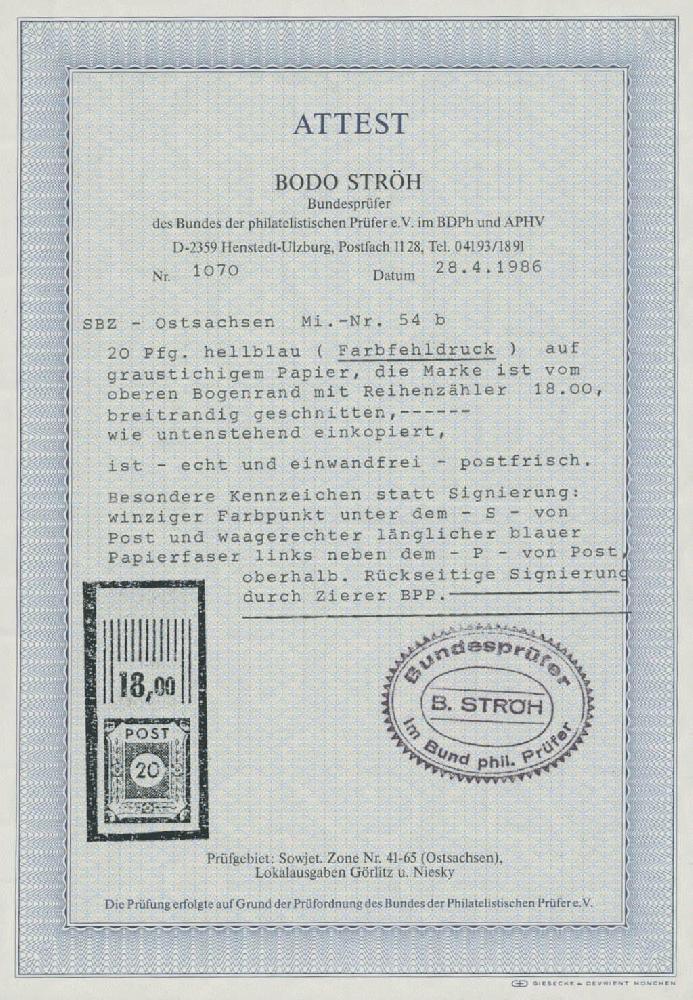 ATTEST
BODO STRÖH
Bundesprüfer
des Bundes der philatelistischen Prüfer e.V. im BDPh und APHV
D-2359 Henstedt-Ulzburg, Postfach 1128, Tel. 04193/1891
Nr. 1070 Datum 28.4.1986
SBZ - Ostsachsen Mi.-Nr. 54 b
20 Pfg. hellblau ( Farbfehldruck ) auf
graustichigem Papier, die Marke ist vom
oberen Bogenrand mit Reihenzähler 18.00,
breitrandig geschnitten,------
wie untenstehend einkopiert,
ist - echt und einwandfrei - postfrisch.
Besondere Kennzeichen statt Signierung:
winziger Farbpunkt unter dem - S - von
Post und waagerechter länglicher blauer
Papierfaser links neben dem - P - von Post,
oberhalb. Rückseitige Signierung
durch Zierer BPP.
18,00
POST
20
Bundesprüfer
B. STRÖH
im Bund phil. Prüfer
Prüfgebiet: Sowjet. Zone Nr. 41-65 (Ostsachsen),
Lokalausgaben Görlitz u. Niesky
Die Prüfung erfolgte auf Grund der Prüfordnung des Bundes der Philatelistischen Prüfer e.V.
GIESECKE & DEVRIENT MÜNCHEN